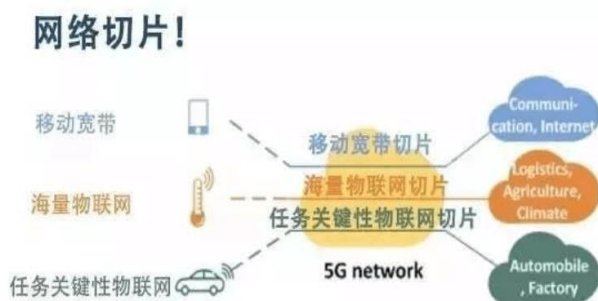 网络切片!
移动宽带
移动宽带切片
Communi-
cation, Internet
海量物联网
海量物联网切片
Logistics,
Agriculture,
Climate
任务关键性物联网
任务关键性物联网切片
5G network
Automobile
, Factory